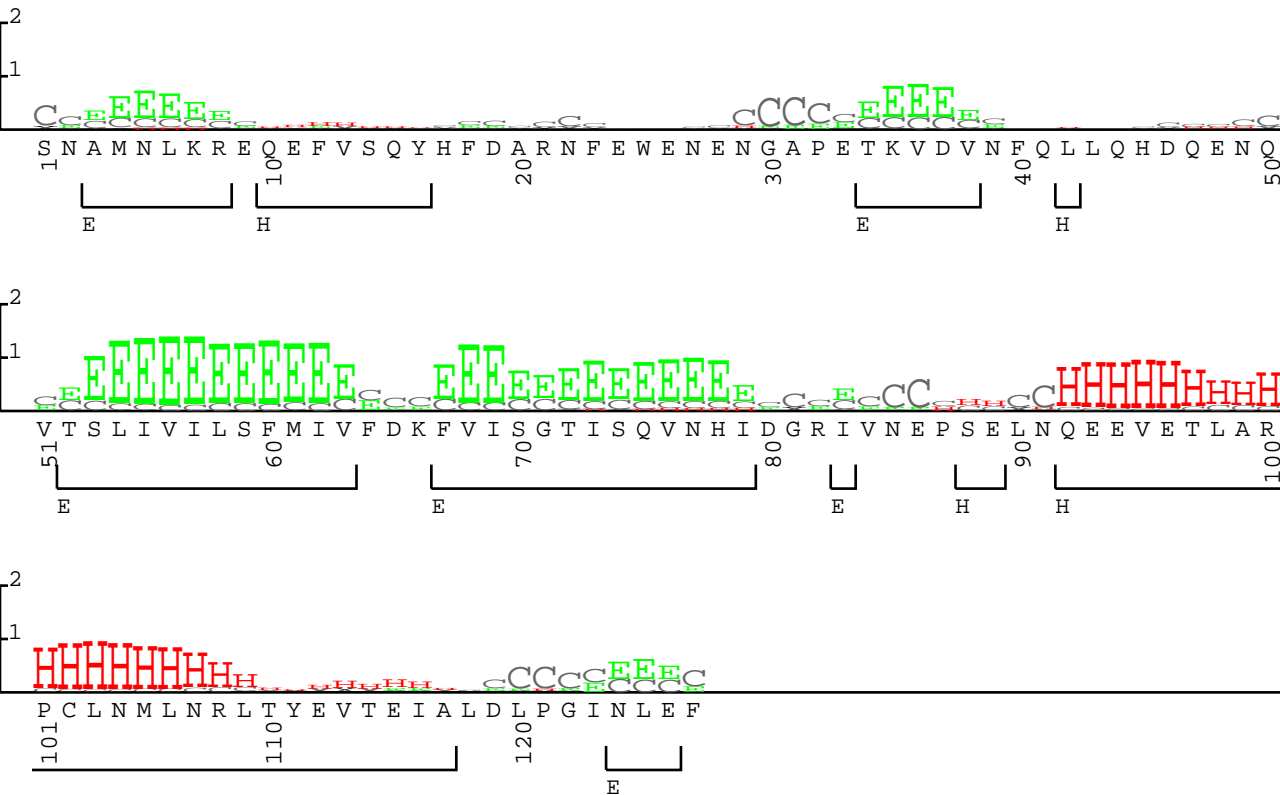 2
1
C C E E E E E E C C C C E E E E E
S N A M N L K R E Q E F V S Q Y H F D A R N F E W E N E N G A P E T K V D V N F Q L L Q H D Q E N Q
1 10 20 30 40 50
E H E H
2
1
C E E E E E E E E E E E E C C C E E E E E E E E E E E E E C C C E C C C H H C C H H H H H H H H H
V T S L I V I L S F M I V F D K F V I S G T I S Q V N H I D G R I V N E P S E L N Q E E V E T L A R
51 60 70 80 90 100
E E E H H
2
1
H H H H H H H H H C C C C C E E E C
P C L N M L N R L T Y E V T E I A L D L P G I N L E F
101 110 120
E